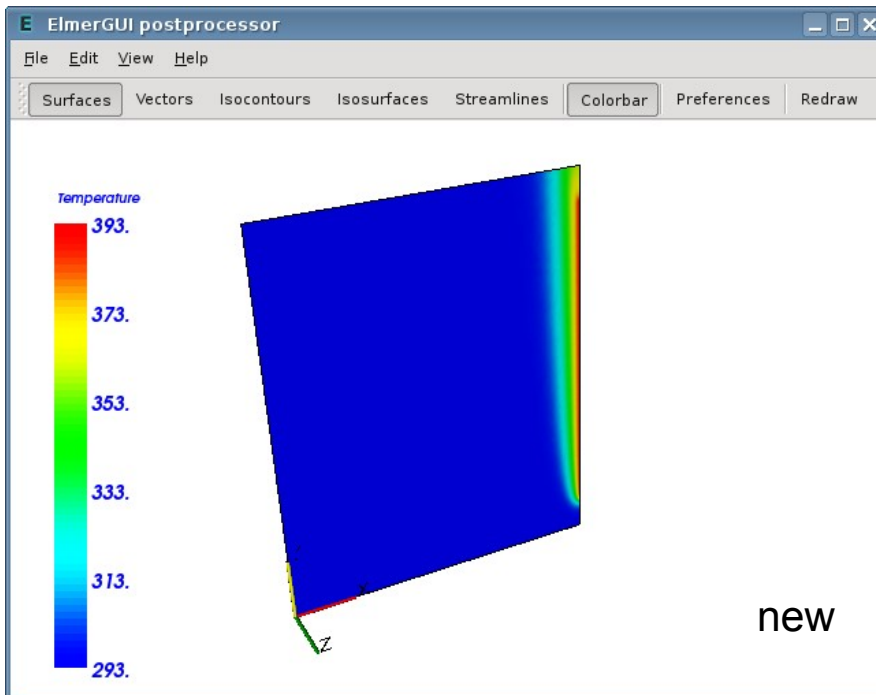 E ElmerGUI postprocessor
File Edit View Help
Surfaces Vectors Isocontours Isosurfaces Streamlines Colorbar Preferences Redraw
Temperature
393.
373.
353.
333.
313.
293.
X
Z
new